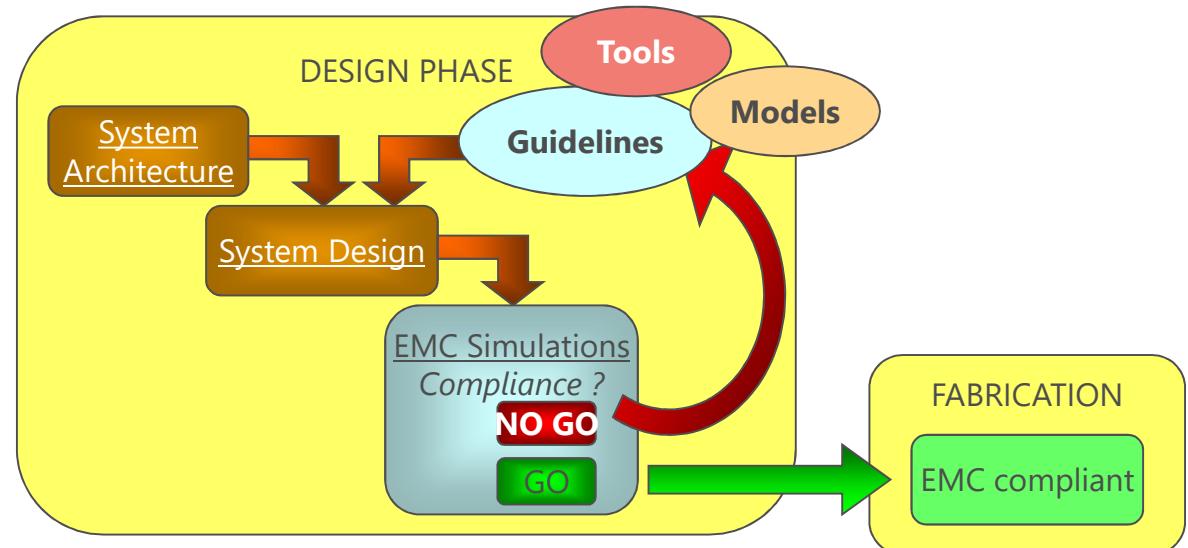 Tools
DESIGN PHASE
Models
System
Architecture
Guidelines
System Design
EMC Simulations
Compliance ?
NO GO
GO
FABRICATION
EMC compliant